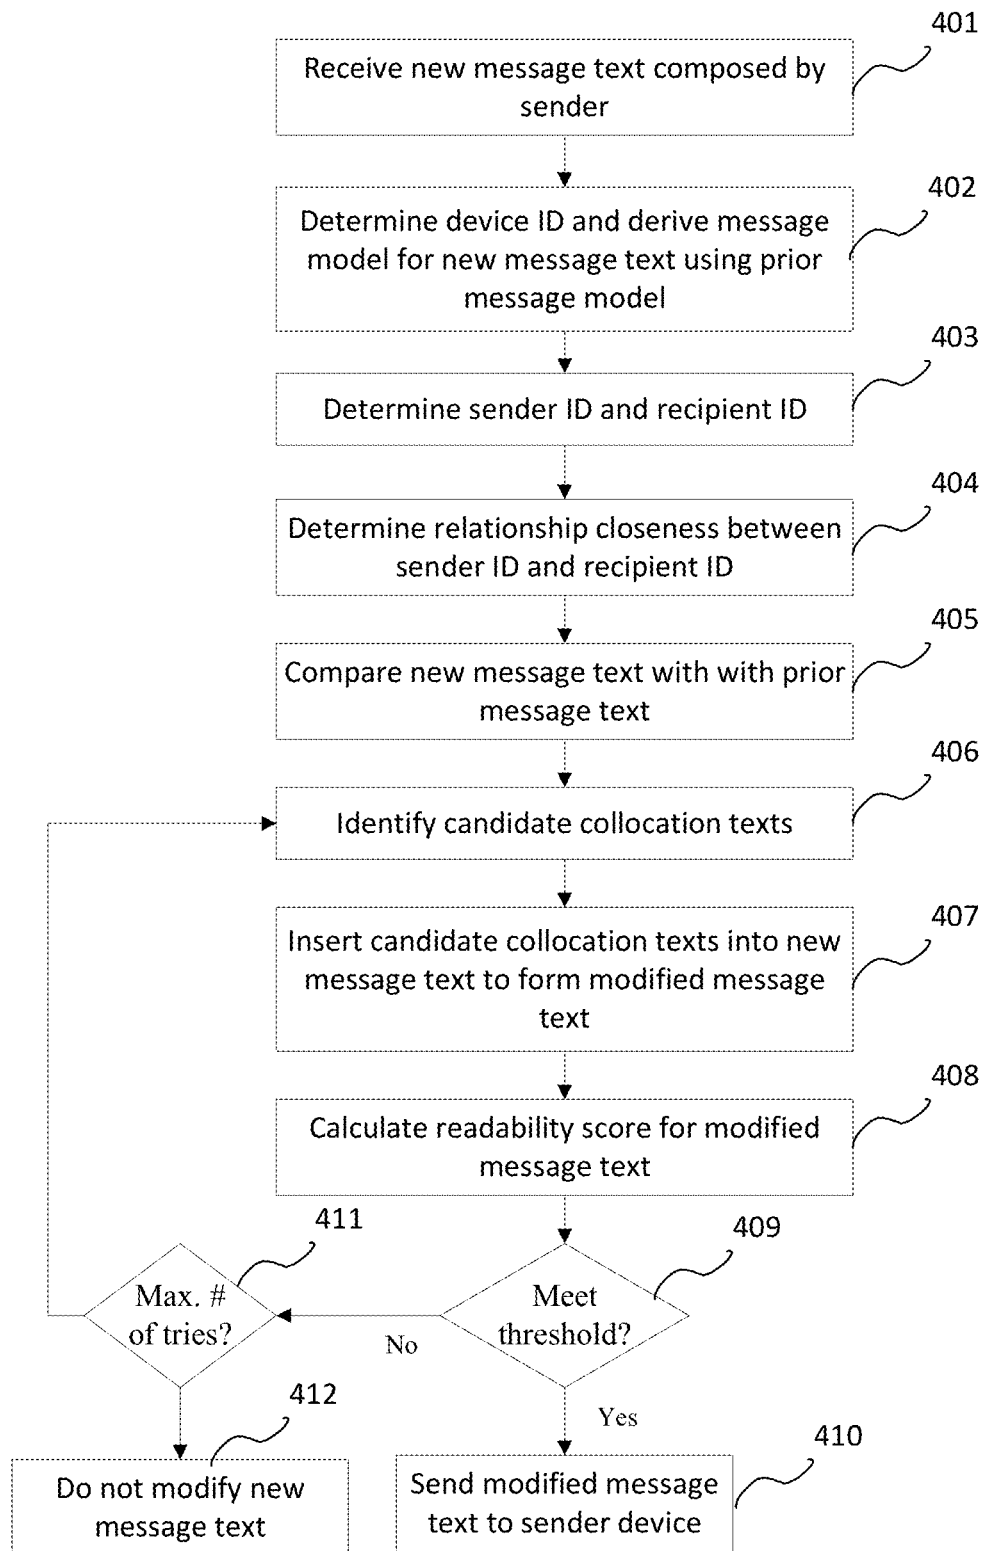 401
Receive new message text composed by
sender
402
Determine device ID and derive message
model for new message text using prior
message model
403
Determine sender ID and recipient ID
404
Determine relationship closeness between
sender ID and recipient ID
405
Compare new message text with with prior
message text
406
Identify candidate collocation texts
407
Insert candidate collocation texts into new
message text to form modified message
text
408
Calculate readability score for modified
message text
411
409
Max. #
of tries?
Meet
threshold?
No
Yes
412
410
Do not modify new
message text
Send modified message
text to sender device